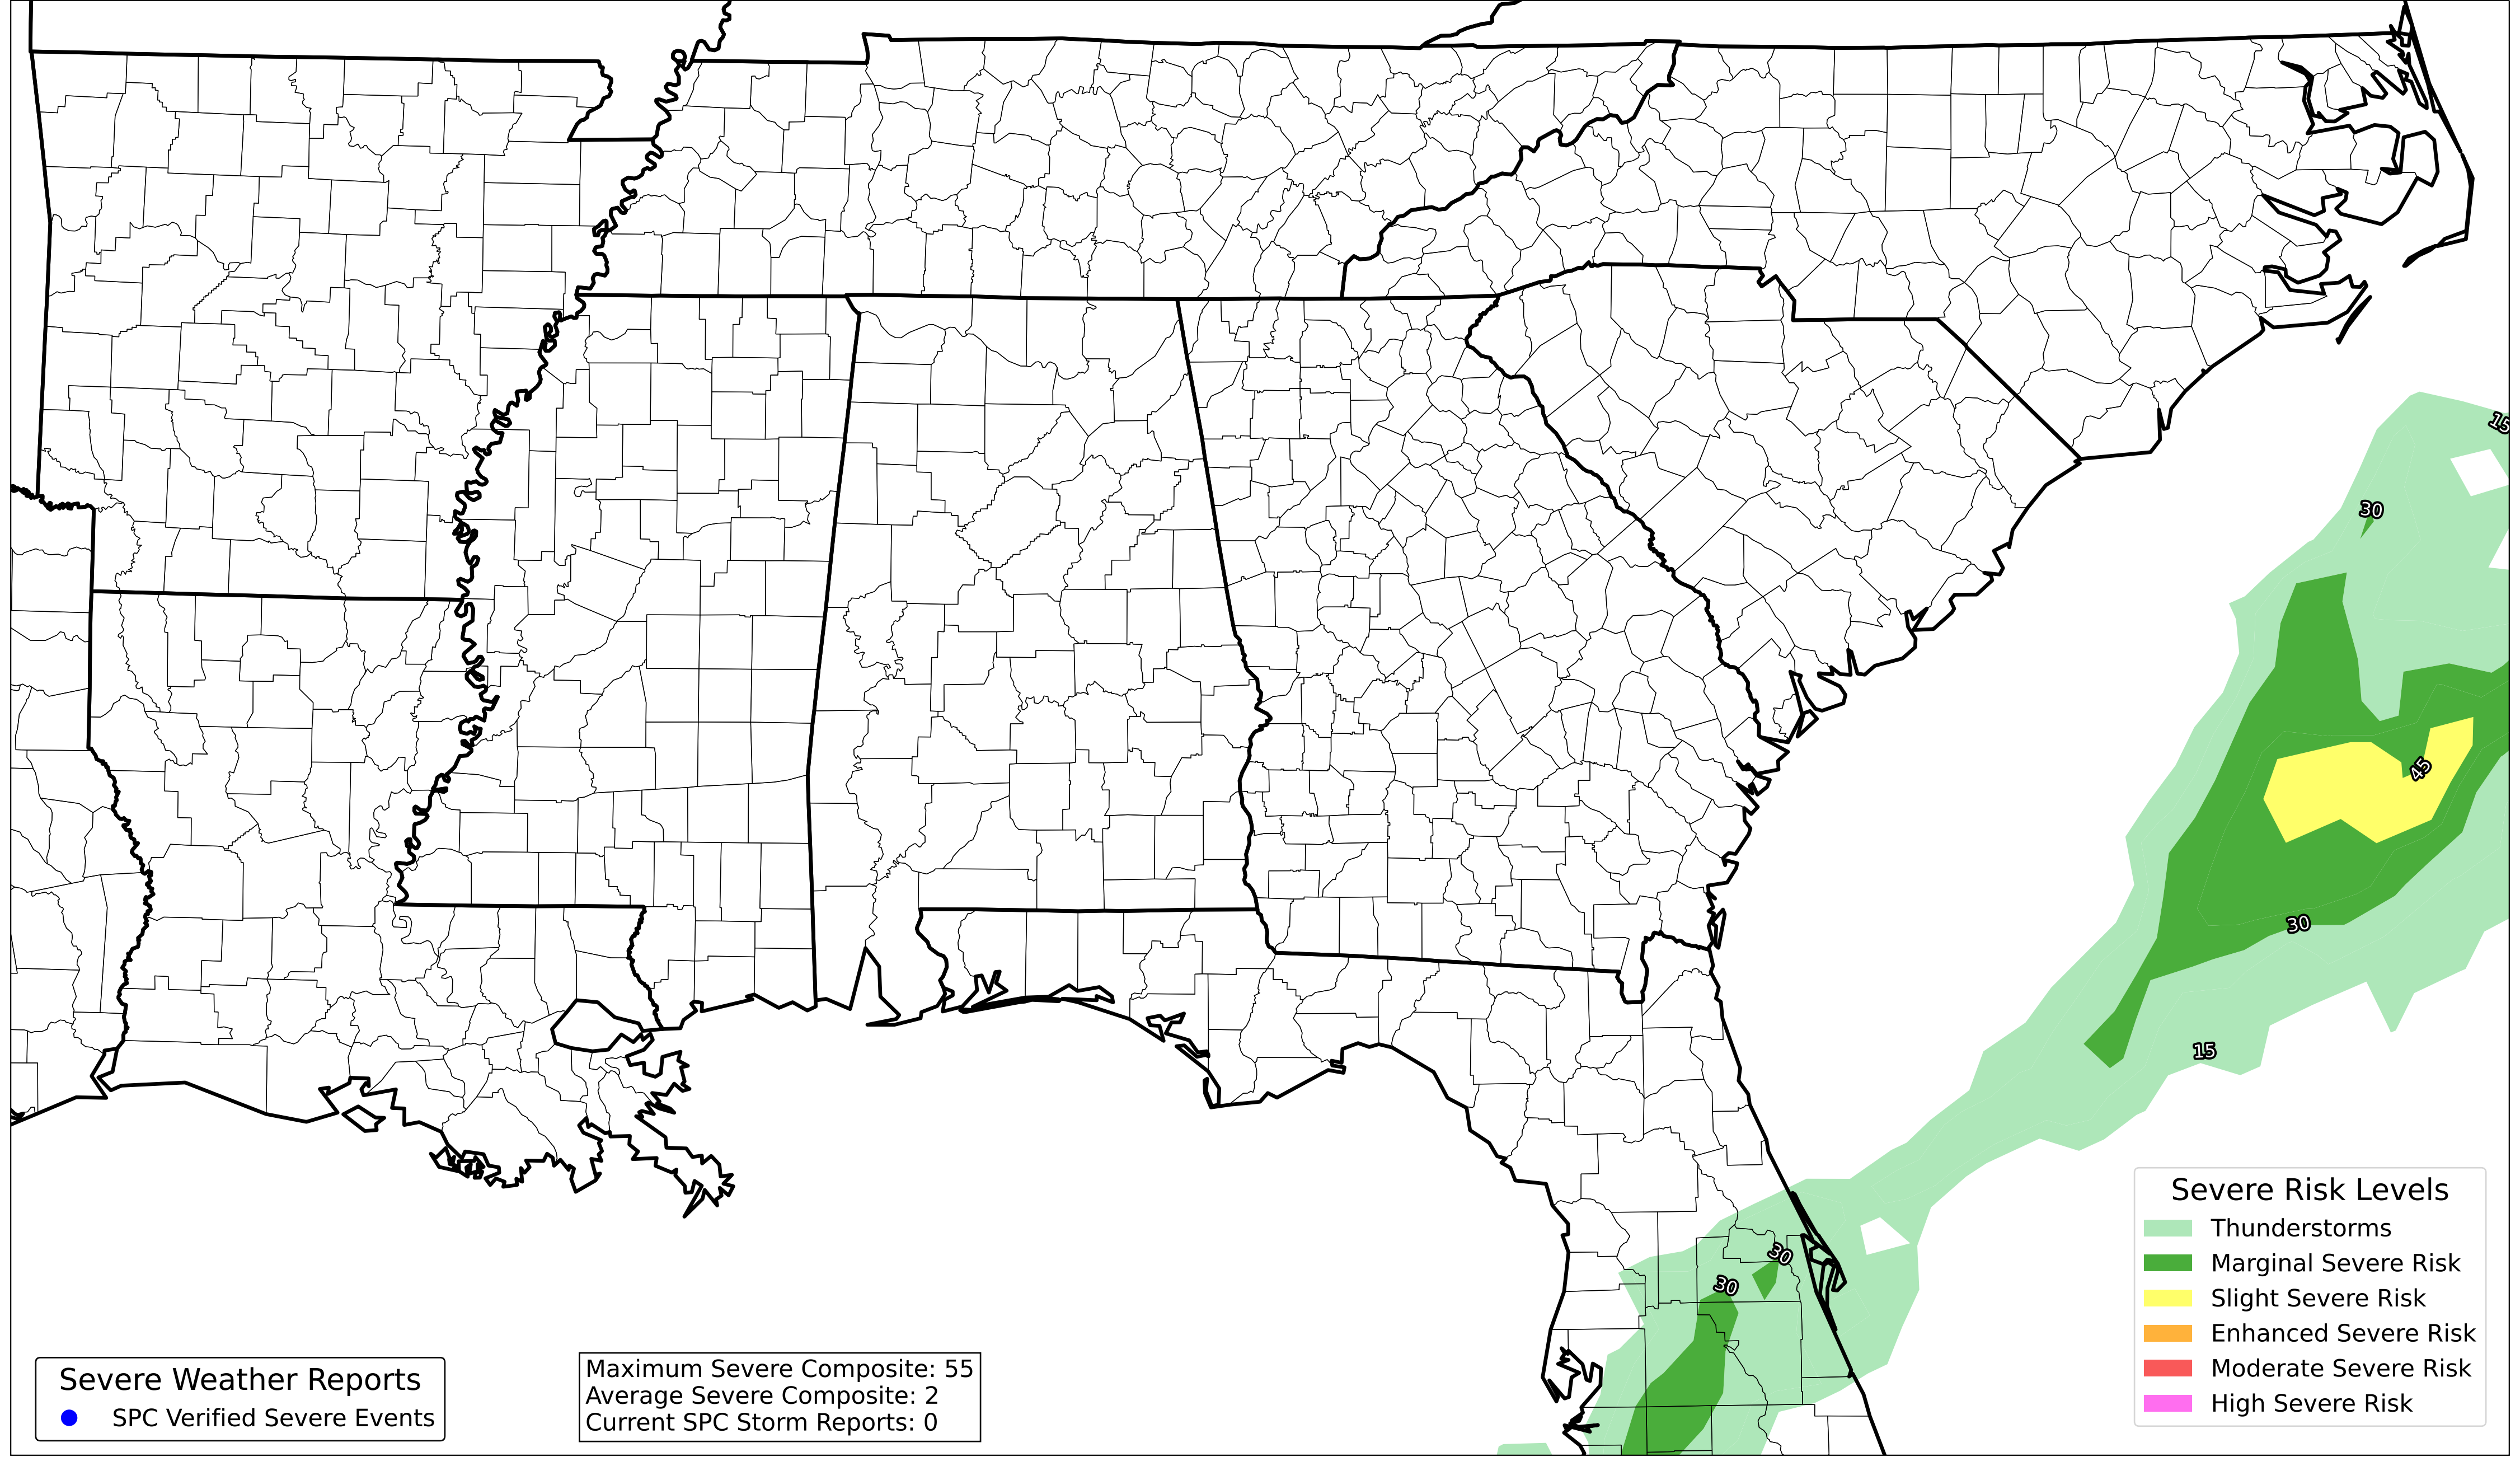 15
30
45
30
15
30
30
Severe Risk Levels
Thunderstorms
Marginal Severe Risk
Slight Severe Risk
Enhanced Severe Risk
Moderate Severe Risk
High Severe Risk
Severe Weather Reports
SPC Verified Severe Events
Maximum Severe Composite: 55
Average Severe Composite: 2
Current SPC Storm Reports: 0